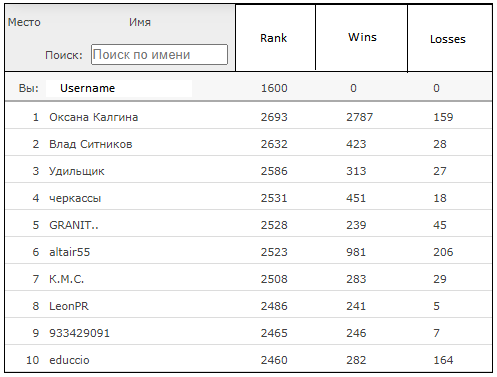 Место Имя Rank Wins Losses
Поиск: Поиск по имени
Вы: Username 1600 0 0
1 Оксана Калгина 2693 2787 159
2 Влад Ситников 2632 423 28
3 Удильщик 2586 313 27
4 черкассы 2531 451 18
5 GRANIT.. 2528 239 45
6 altair55 2523 981 206
7 К.М.С. 2508 283 29
8 LeonPR 2486 241 5
9 933429091 2465 246 7
10 educcio 2460 282 164